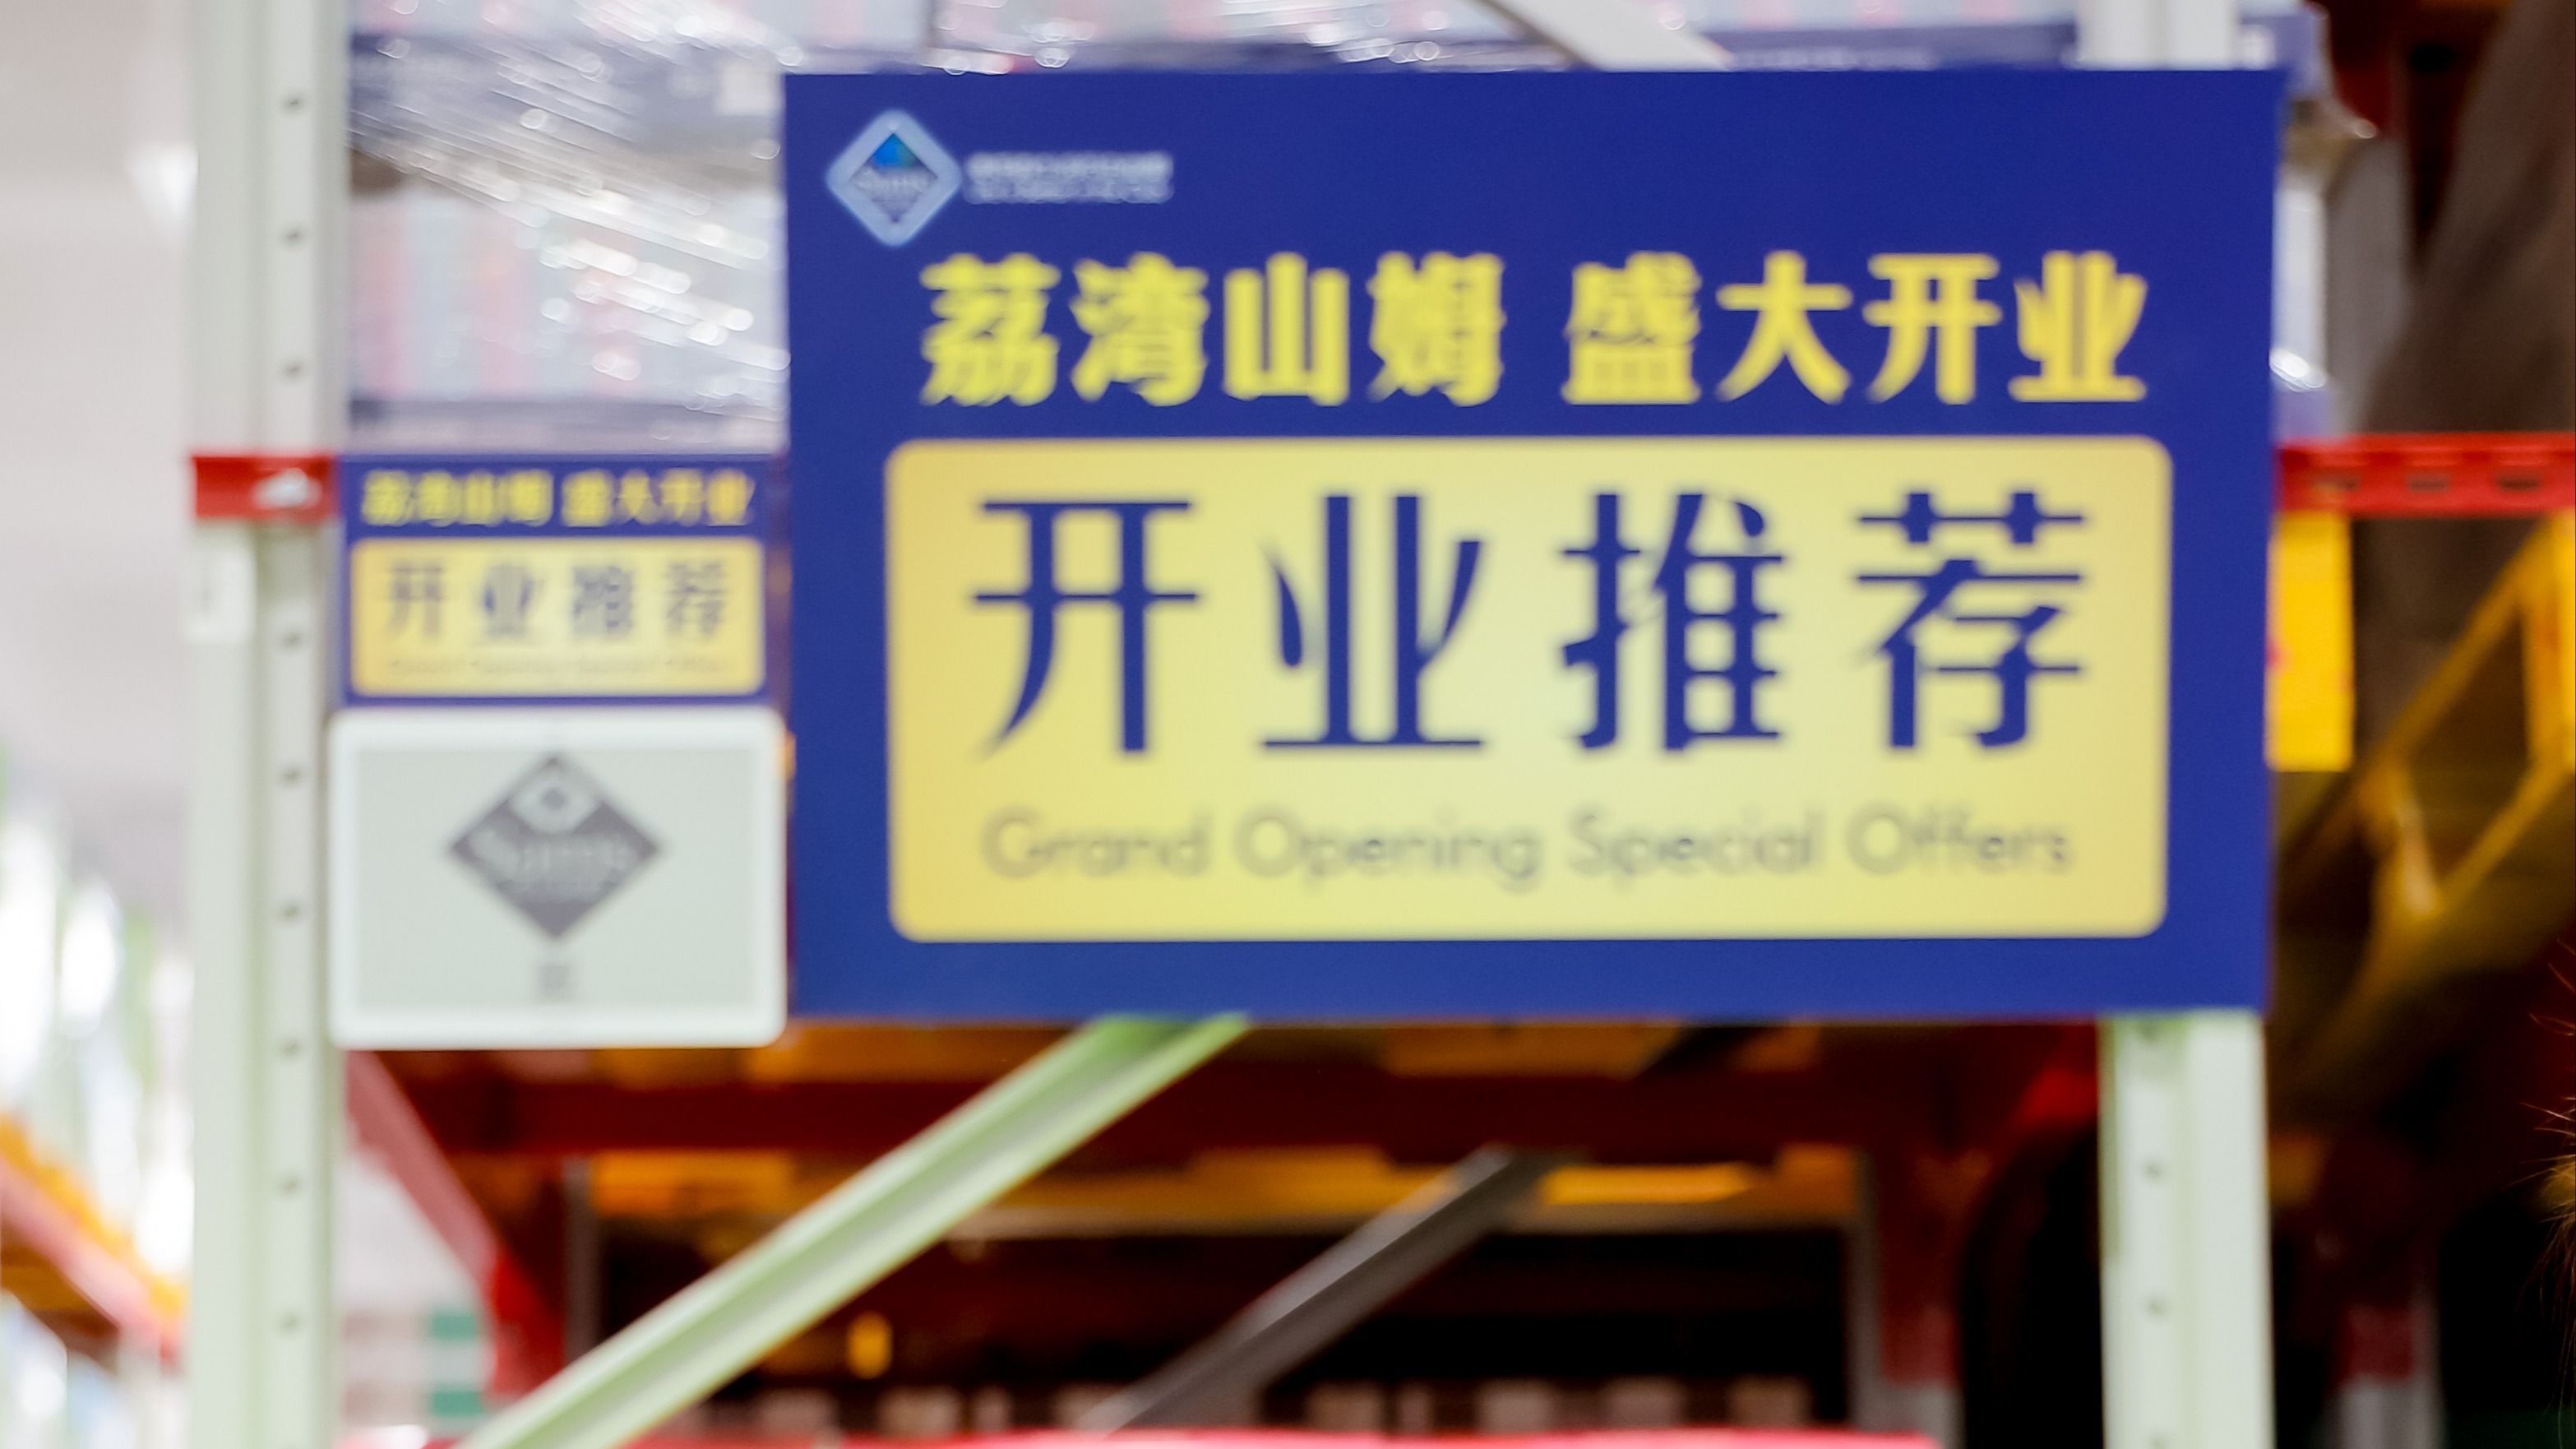 荔湾山姆 盛大开业
开业推荐
Grand Opening Special Offers
荔湾山姆 盛大开业
开业推荐
Sam's